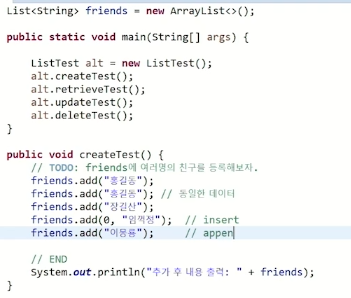 List<String> friends = new ArrayList<>();
public static void main(String[] args) {
ListTest alt = new ListTest();
alt.createTest();
alt.retrieveTest();
alt.updateTest();
alt.deleteTest();
}
public void createTest() {
// TODO: friends에 여러명의 친구를 등록해보자.
friends.add("홍길동");
friends.add("홍길동"); // 동일한 데이터
friends.add("장길산");
friends.add(0, "임꺽정"); // insert
friends.add("이몽룡"); // appen
// END
System.out.println("추가 후 내용 출력: " + friends);
}